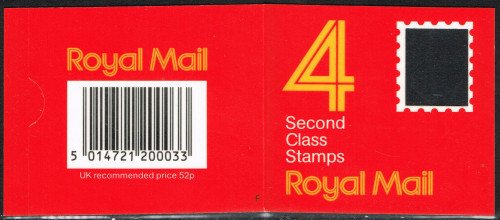 Royal Mail
5 014721 200033
UK recommended price 52p
4
Second
Class
Stamps
Royal Mail